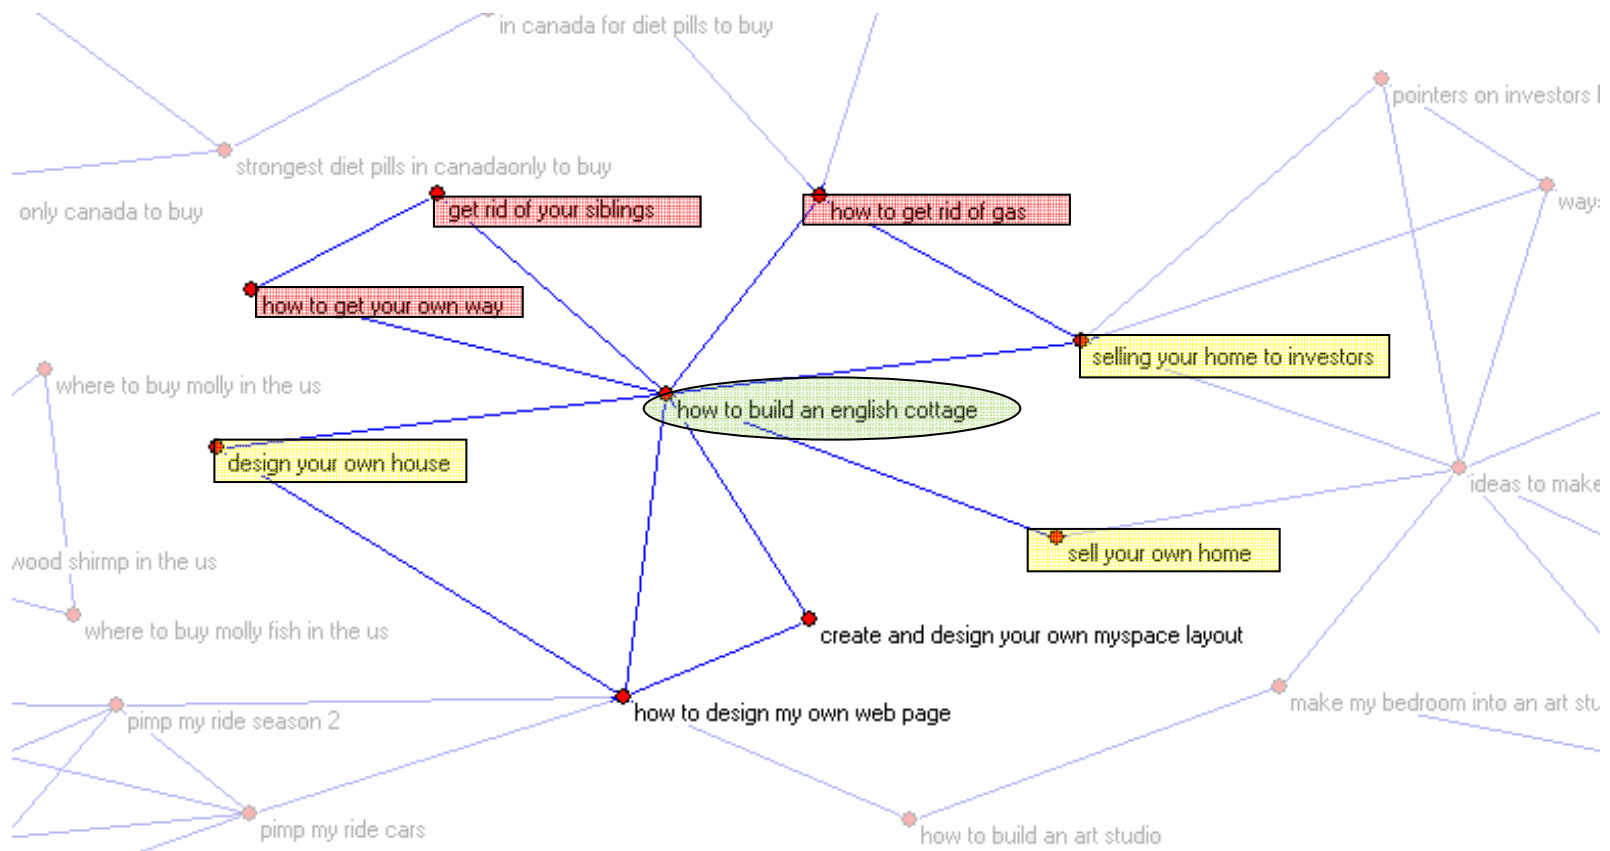 in canada for diet pills to buy
pointers on investors
strongest diet pills in canadaonly to buy
only canada to buy
get rid of your siblings
how to get rid of gas
ways
how to get your own way
selling your home to investors
where to buy molly in the us
how to build an english cottage
design your own house
ideas to make
sell your own home
wood shirmp in the us
where to buy molly fish in the us
create and design your own myspace layout
make my bedroom into an art stu
how to design my own web page
pimp my ride season 2
pimp my ride cars
how to build an art studio